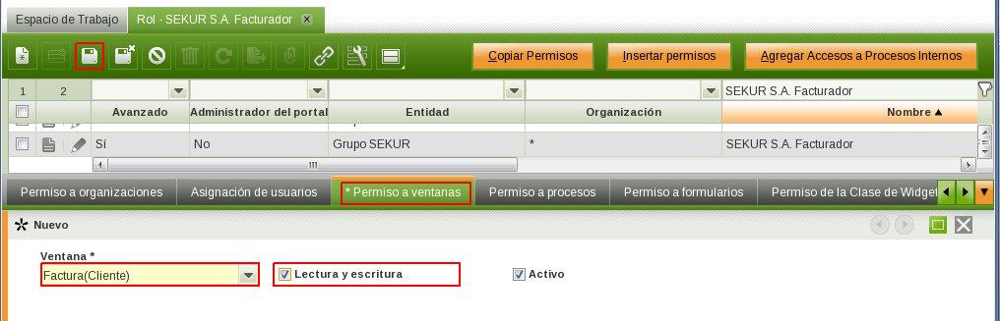 Espacio de Trabajo Rol - SEKUR S.A. Facturador
Copiar Permisos Insertar permisos Agregar Accesos a Procesos Internos
1 2 SEKUR S.A. Facturador
Avanzado Administrador del portal Entidad Organización Nombre
Sí No Grupo SEKUR * SEKUR S.A. Facturador
Permiso a organizaciones Asignación de usuarios * Permiso a ventanas Permiso a procesos Permiso a formularios Permiso de la Clase de Widget
Nuevo
Ventana *
Factura(Cliente) Lectura y escritura Activo